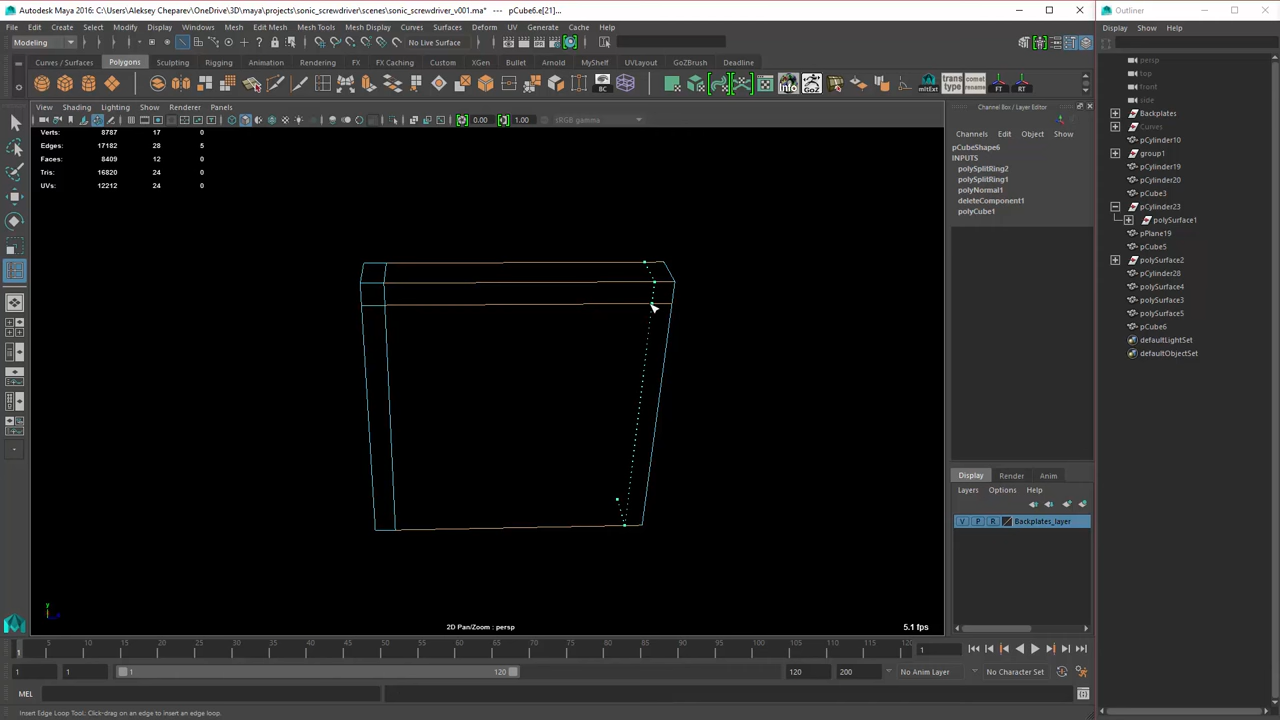 Autodesk Maya 2016: C:\Users\Aleksey Cheparev\OneDrive\3D\maya\projects\sonic_screwdriver\scenes\sonic_screwdriver_v001.ma* --- pCube6.e[21]...
Outliner
File Edit Create Select Modify Display Windows Mesh Edit Mesh Mesh Tools Mesh Display Curves Surfaces Deform UV Generate Cache Help
Display Show Help
Modeling No Live Surface
Curves / Surfaces Polygons Sculpting Rigging Animation Rendering FX FX Caching Custom XGen Bullet Arnold MyShelf UVLayout GoZBrush Deadline
BC mltExt trans type comet rename FT RT
View Shading Lighting Show Renderer Panels
Channel Box / Layer Editor
0.00 1.00 sRGB gamma
Verts: 8787 17 0
Edges: 17182 28 5
Faces: 8409 12 0
Tris: 16820 24 0
UVs: 12212 24 0
Channels Edit Object Show
pCubeShape6
INPUTS
polySplitRing2
polySplitRing1
polyNormal1
deleteComponent1
polyCube1
persp
top
front
side
Backplates
Curves
pCylinder10
group1
pCylinder19
pCylinder20
pCube3
pCylinder23
polySurface1
pPlane19
pCube5
polySurface2
pCylinder28
polySurface4
polySurface3
polySurface5
pCube6
defaultLightSet
defaultObjectSet
Display Render Anim
Layers Options Help
V P R Backplates_layer
y
2D Pan/Zoom : persp
5.1 fps
5 10 15 20 25 30 35 40 45 50 55 60 65 70 75 80 85 90 95 100 105 110 115 120
1
1 1 1 120 120 200 No Anim Layer No Character Set
MEL
Insert Edge Loop Tool: Click-drag on an edge to insert an edge loop.